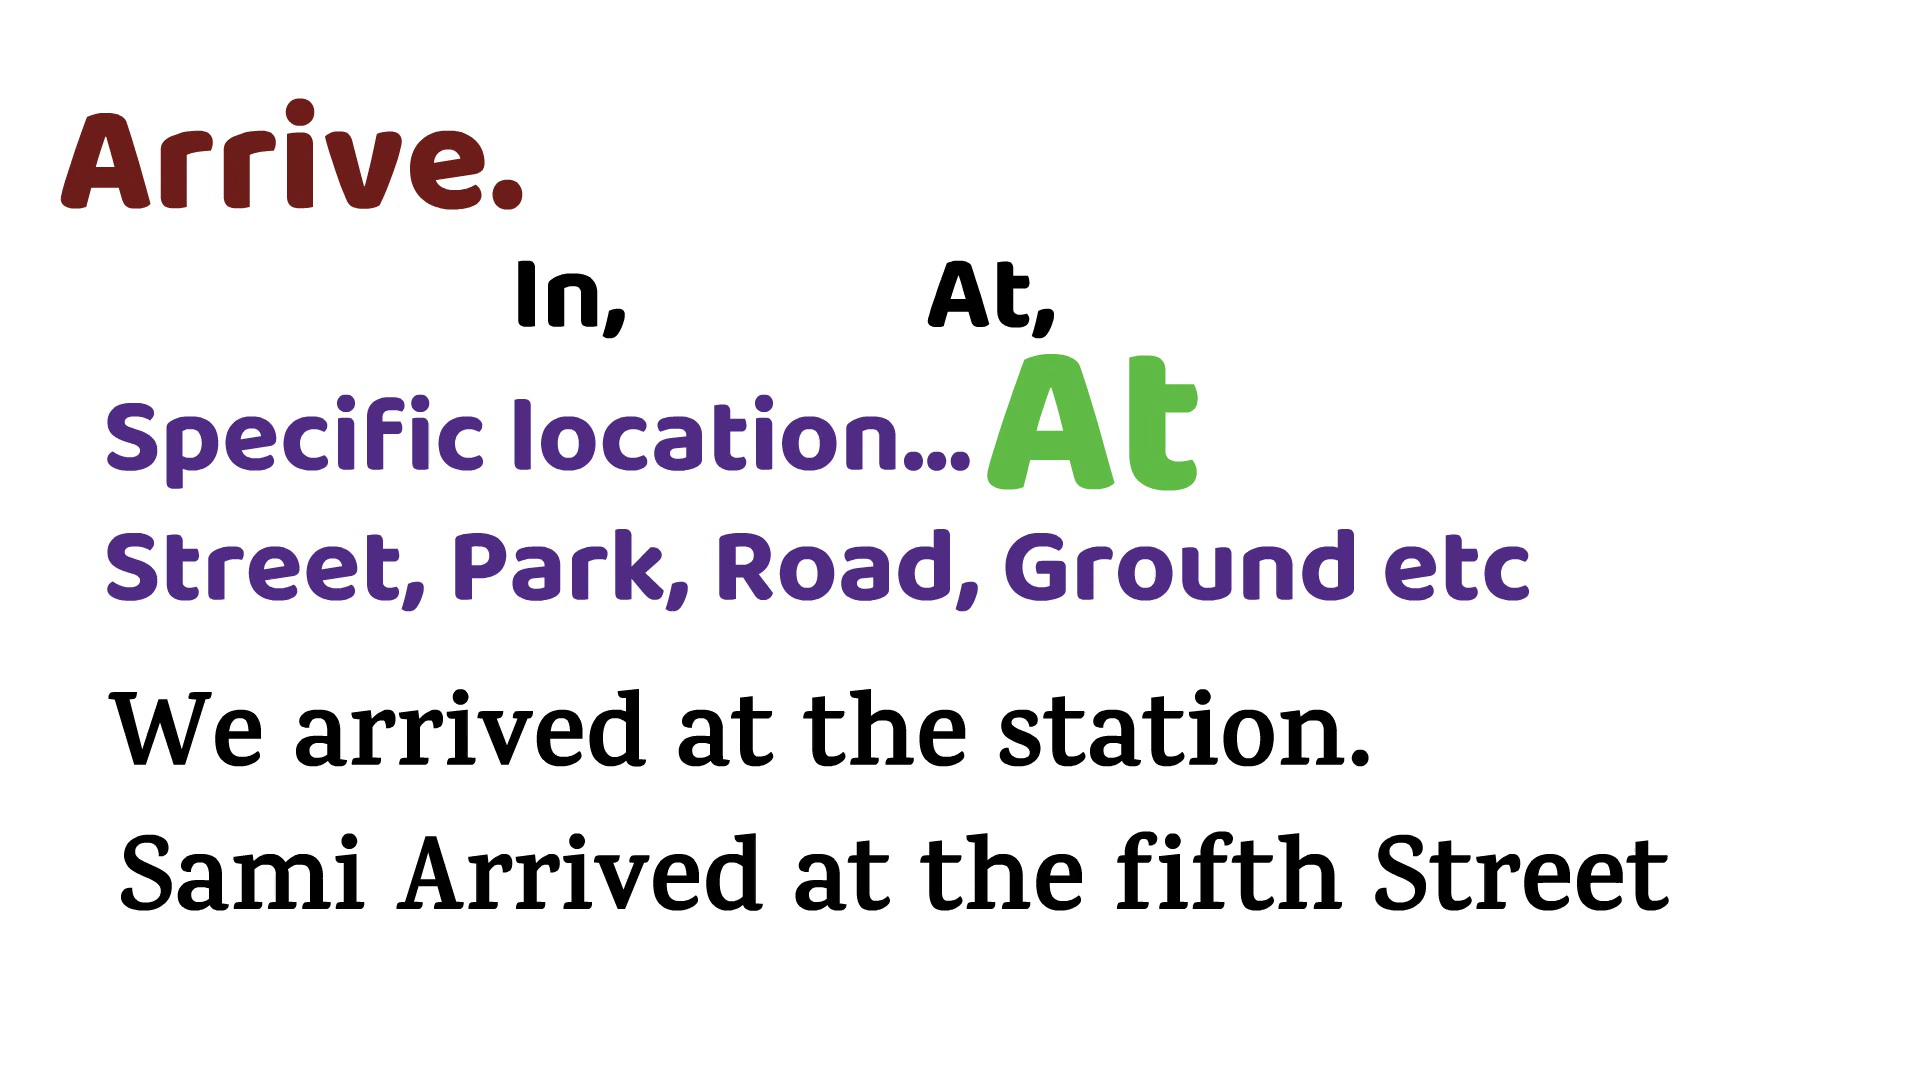 Arrive.
In, At,
Specific location... At
Street, Park, Road, Ground etc
We arrived at the station.
Sami Arrived at the fifth Street